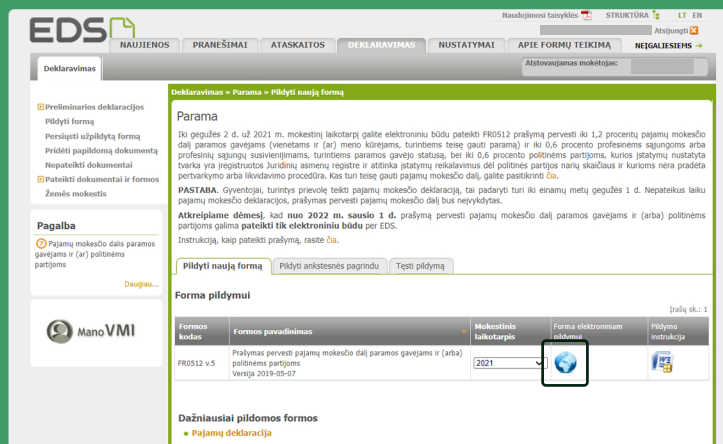 Naudojimosi taisyklės STRUKTŪRA LT EN
EDS
Atsijungti
NAUJIENOS PRANEŠIMAI ATASKAITOS DEKLARAVIMAS NUSTATYMAI APIE FORMŲ TEIKIMĄ NEĮGALIESIEMS →
Deklaravimas
Atstovaujamas mokėtojas:
Preliminarios deklaracijos
Pildyti formą
Persiųsti užpildytą formą
Pridėti papildomą dokumentą
Nepateikti dokumentai
Pateikti dokumentai ir formos
Žemės mokestis
Pagalba
Pajamų mokesčio dalis paramos
gavėjams ir (ar) politinėms
partijoms
Daugiau...
Mano VMI
Deklaravimas » Parama » Pildyti naują formą
Parama
Iki gegužės 2 d. už 2021 m. mokestinį laikotarpį galite elektroniniu būdu pateikti FR0512 prašymą pervesti iki 1,2 procentų pajamų mokesčio
dalį paramos gavėjams (vienetams ir (ar) meno kūrėjams, turintiems teisę gauti paramą) ir iki 0,6 procento profesinėms sąjungoms arba
profesinių sąjungų susivienijimams, turintiems paramos gavėjo statusą, bei iki 0,6 procento politinėms partijoms, kurios įstatymų nustatyta
tvarka yra įregistruotos Juridinių asmenų registre ir atitinka įstatymų reikalavimus dėl politinės partijos narių skaičiaus ir kurioms nėra pradėta
pertvarkymo arba likvidavimo procedūra. Kas turi teisę gauti pajamų mokesčio dalį, galite pasitikrinti čia.
PASTABA. Gyventojai, turintys prievolę teikti pajamų mokesčio deklaraciją, tai padaryti turi iki einamų metų gegužės 1 d. Nepateikus laiku
pajamų mokesčio deklaracijos, prašymas pervesti pajamų mokesčio dalį bus neįvykdytas.
Atkreipiame dėmesį, kad nuo 2022 m. sausio 1 d. prašymą pervesti pajamų mokesčio dalį paramos gavėjams ir (arba) politinėms
partijoms galima pateikti tik elektroniniu būdu per EDS.
Instrukciją, kaip pateikti prašymą, rasite čia.
Pildyti naują formą Pildyti ankstesnės pagrindu Tęsti pildymą
Forma pildymui
Įrašų sk.: 1
Formos kodas Formos pavadinimas Mokestinis laikotarpis Forma elektroniniam pildymui Pildymo instrukcija
FR0512 v.5 Prašymas pervesti pajamų mokesčio dalį paramos gavėjams ir (arba)
politinėms partijoms
Versija 2019-05-07
2021
Dažniausiai pildomos formos
Pajamų deklaracija